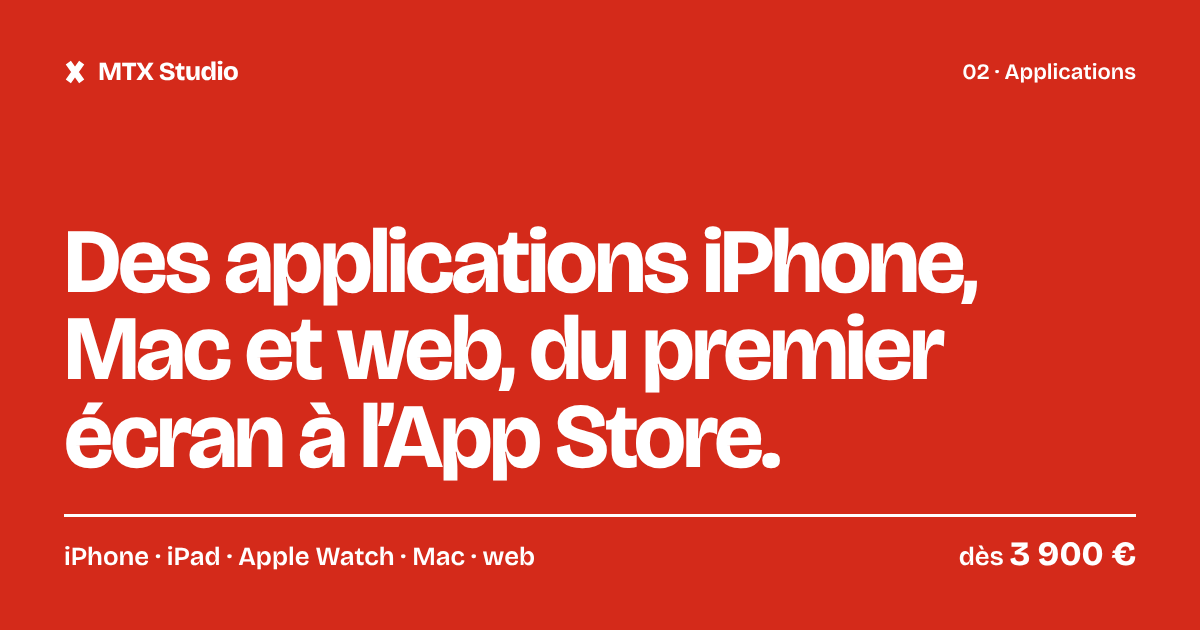 MTX Studio
02 · Applications
Des applications iPhone,
Mac et web, du premier
écran à l’App Store.
iPhone · iPad · Apple Watch · Mac · web
dès 3 900 €